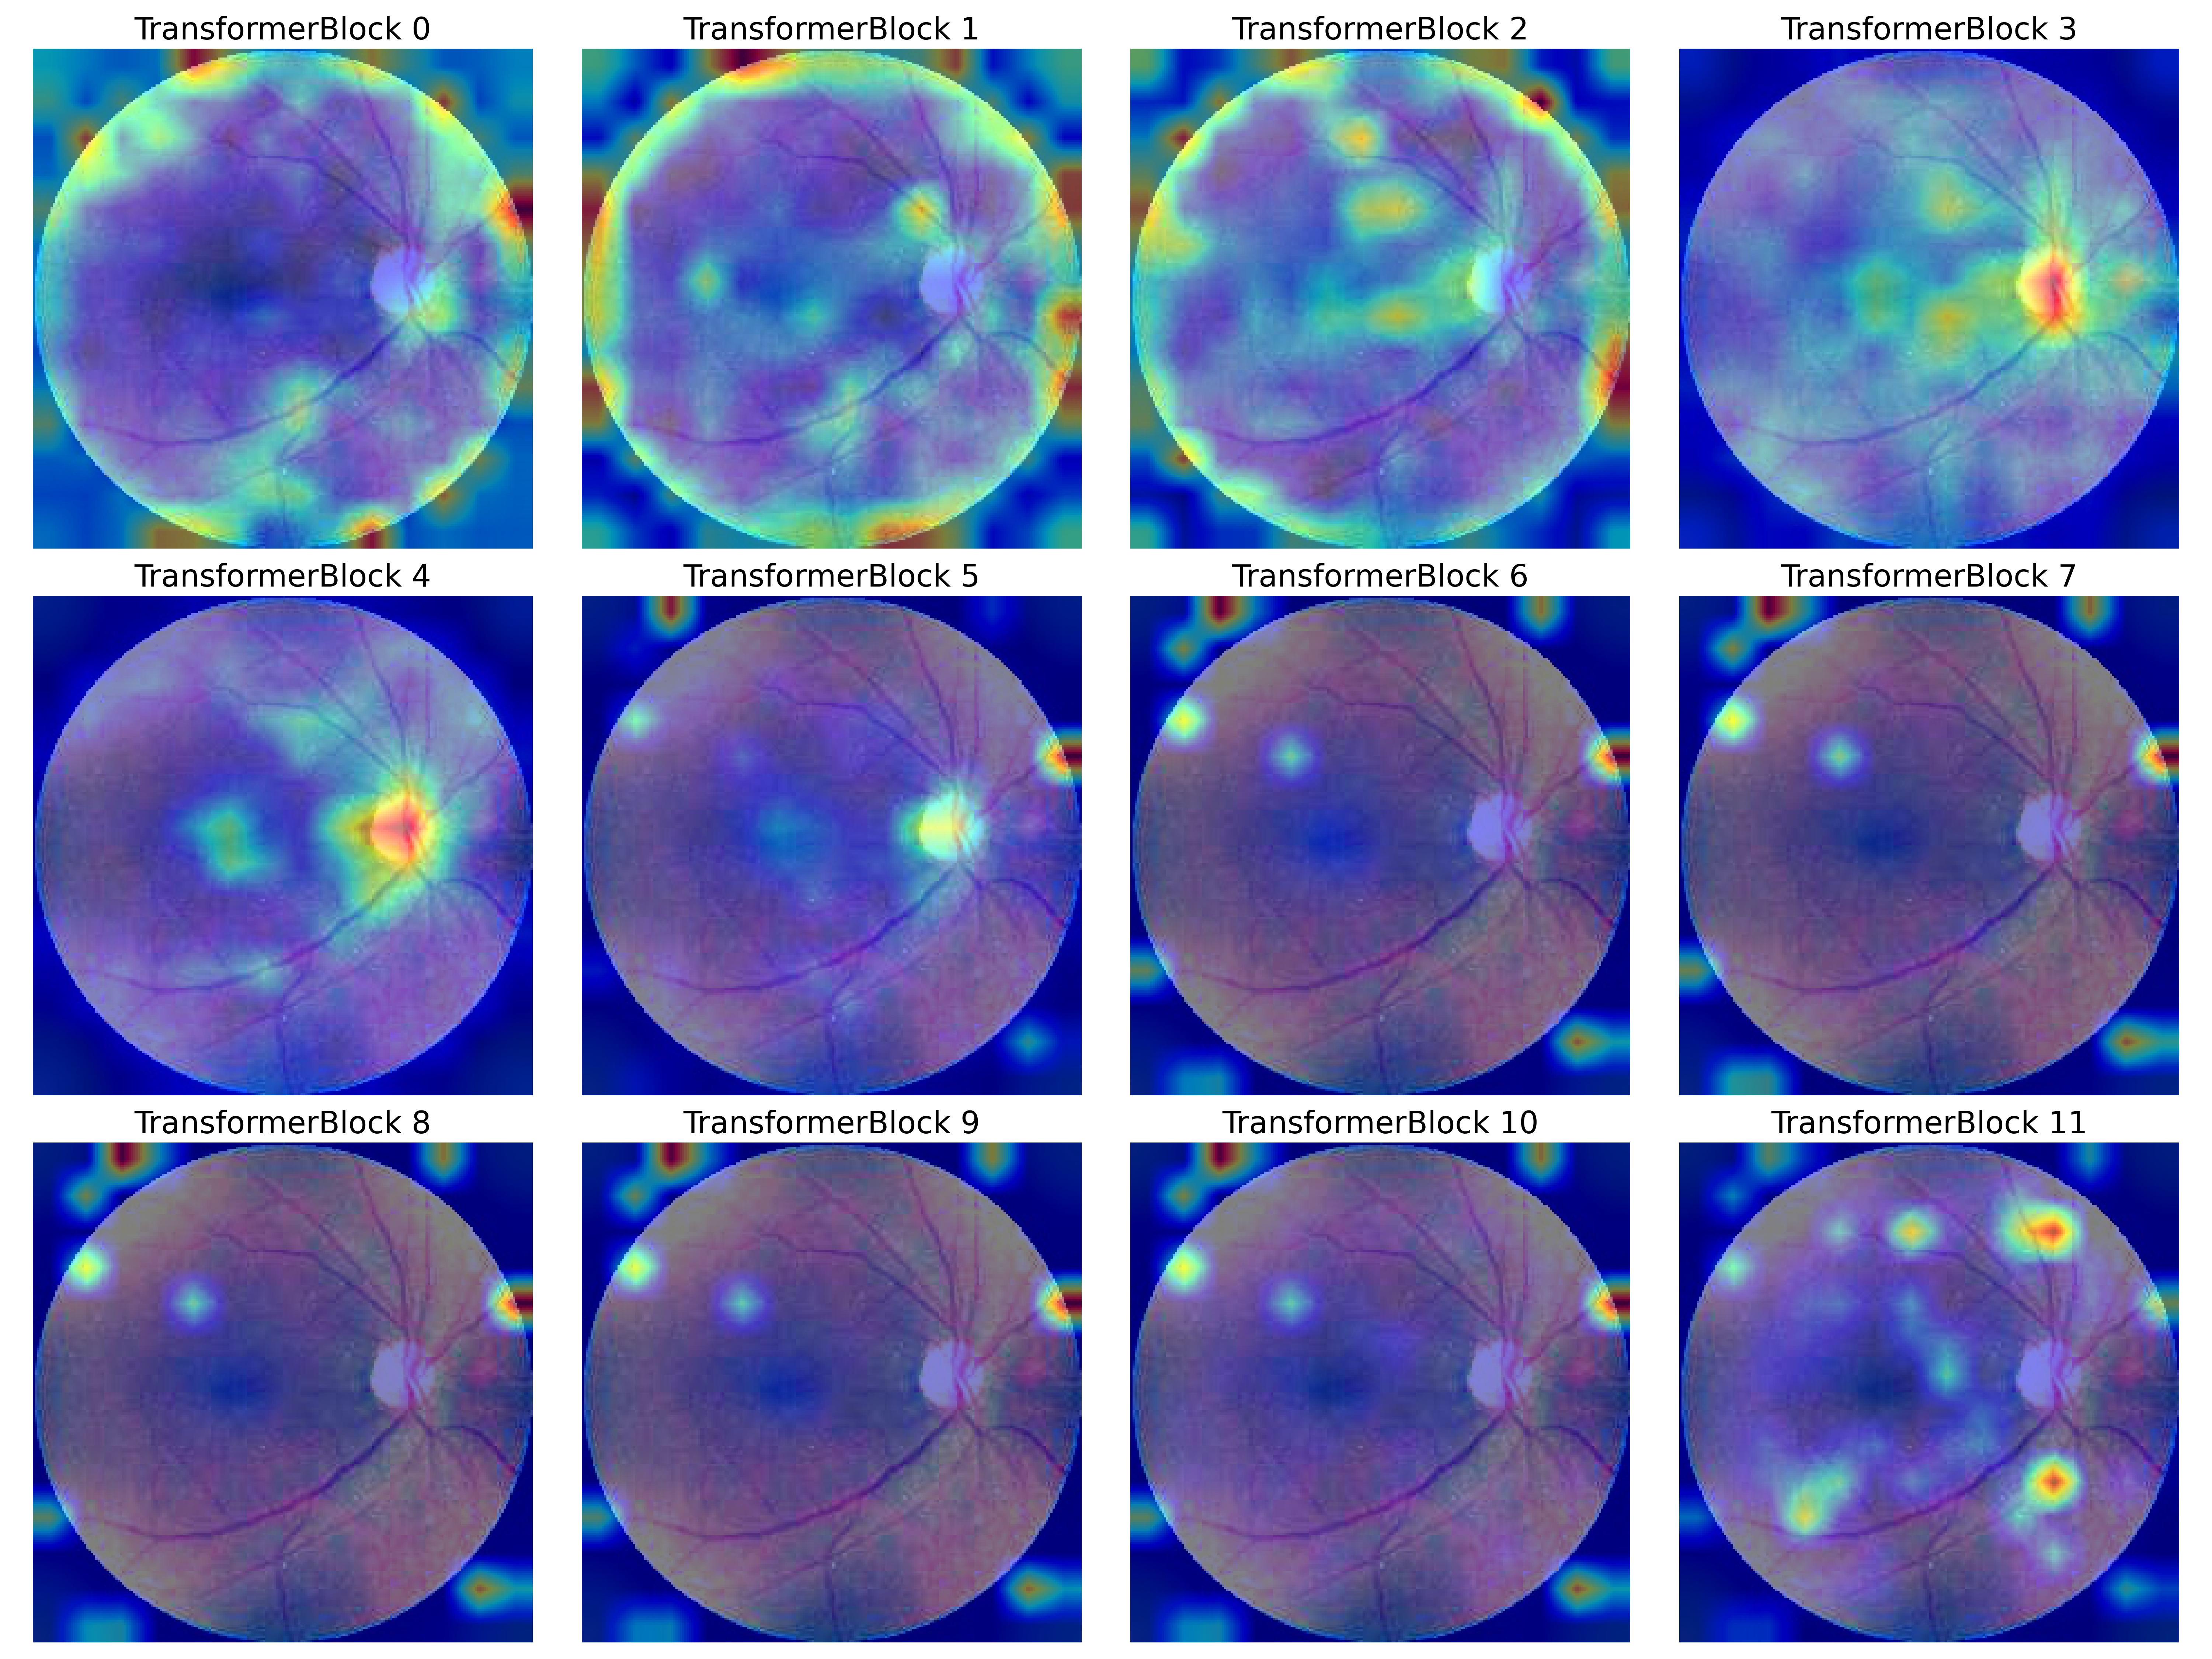 TransformerBlock 0
TransformerBlock 1
TransformerBlock 2
TransformerBlock 3
TransformerBlock 4
TransformerBlock 5
TransformerBlock 6
TransformerBlock 7
TransformerBlock 8
TransformerBlock 9
TransformerBlock 10
TransformerBlock 11